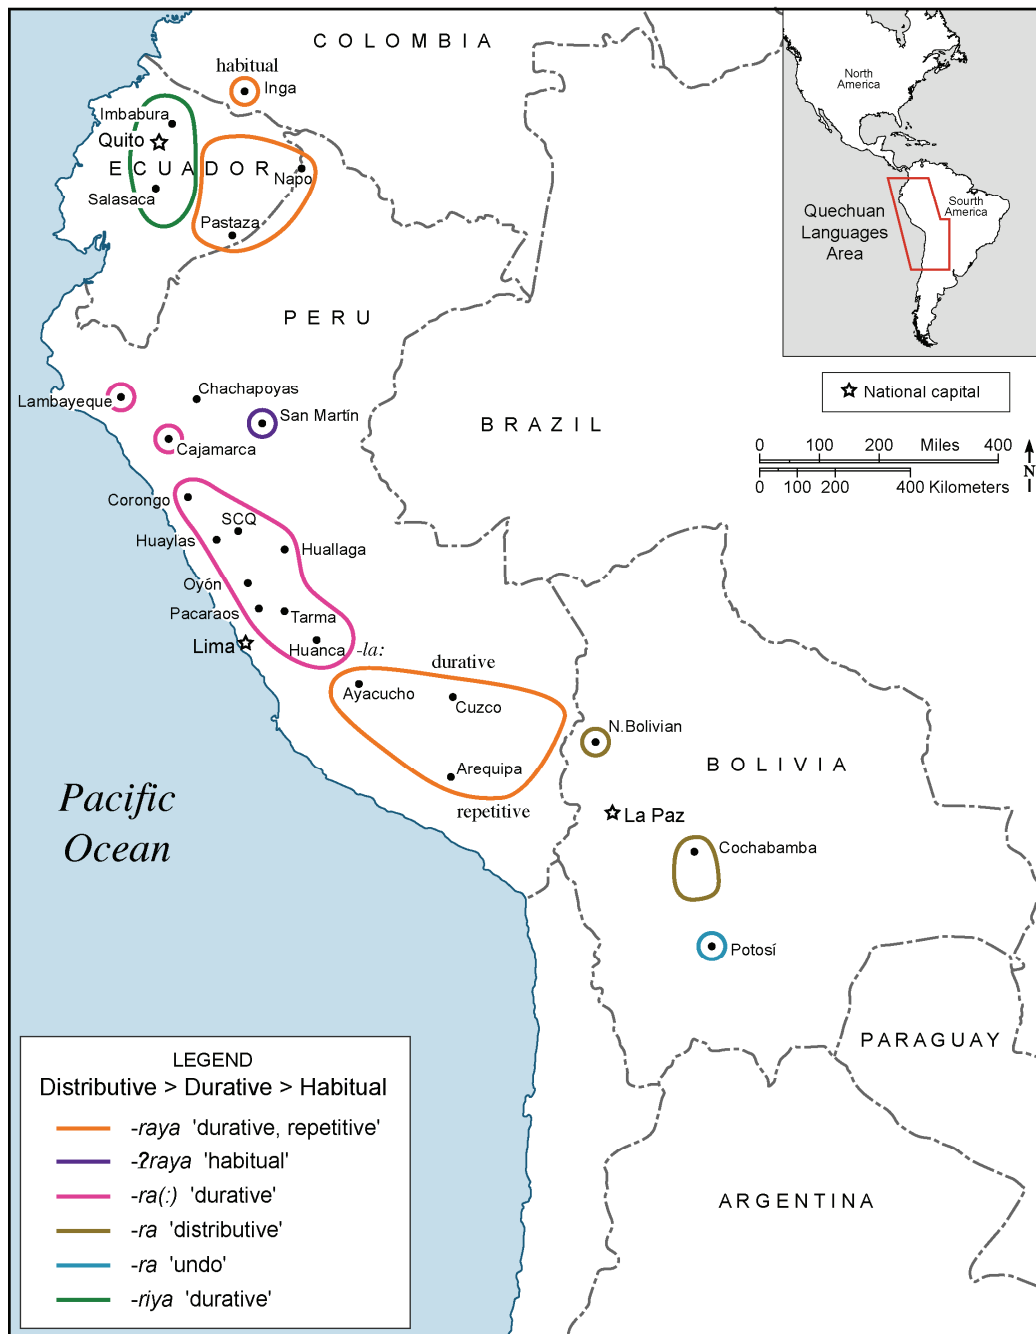 COLOMBIA
habitual
Inga
Imbabura
Quito
ECUADOR
Napo
Salasaca
Pastaza
North
America
Sourth
America
Quechuan
Languages
Area
PERU
National capital
Lambayeque
Chachapoyas
San Martín
Cajamarca
BRAZIL
0 100 200 Miles 400
0 100 200 400 Kilometers
N
Corongo
SCQ
Huaylas
Huallaga
Oyón
Pacaraos
Tarma
Lima
Huanca -la:
durative
Ayacucho
Cuzco
Arequipa
repetitive
N.Bolivian
BOLIVIA
La Paz
Cochabamba
Potosí
Pacific
Ocean
PARAGUAY
ARGENTINA
LEGEND
Distributive > Durative > Habitual
-raya 'durative, repetitive'
-ʔraya 'habitual'
-ra(:) 'durative'
-ra 'distributive'
-ra 'undo'
-riya 'durative'